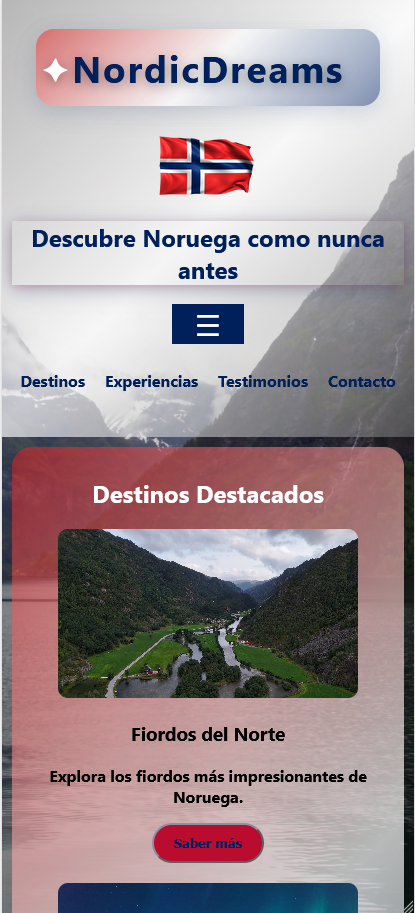 ✦NordicDreams
Descubre Noruega como nunca
antes
☰
Destinos Experiencias Testimonios Contacto
Destinos Destacados
Fiordos del Norte
Explora los fiordos más impresionantes de
Noruega.
Saber más